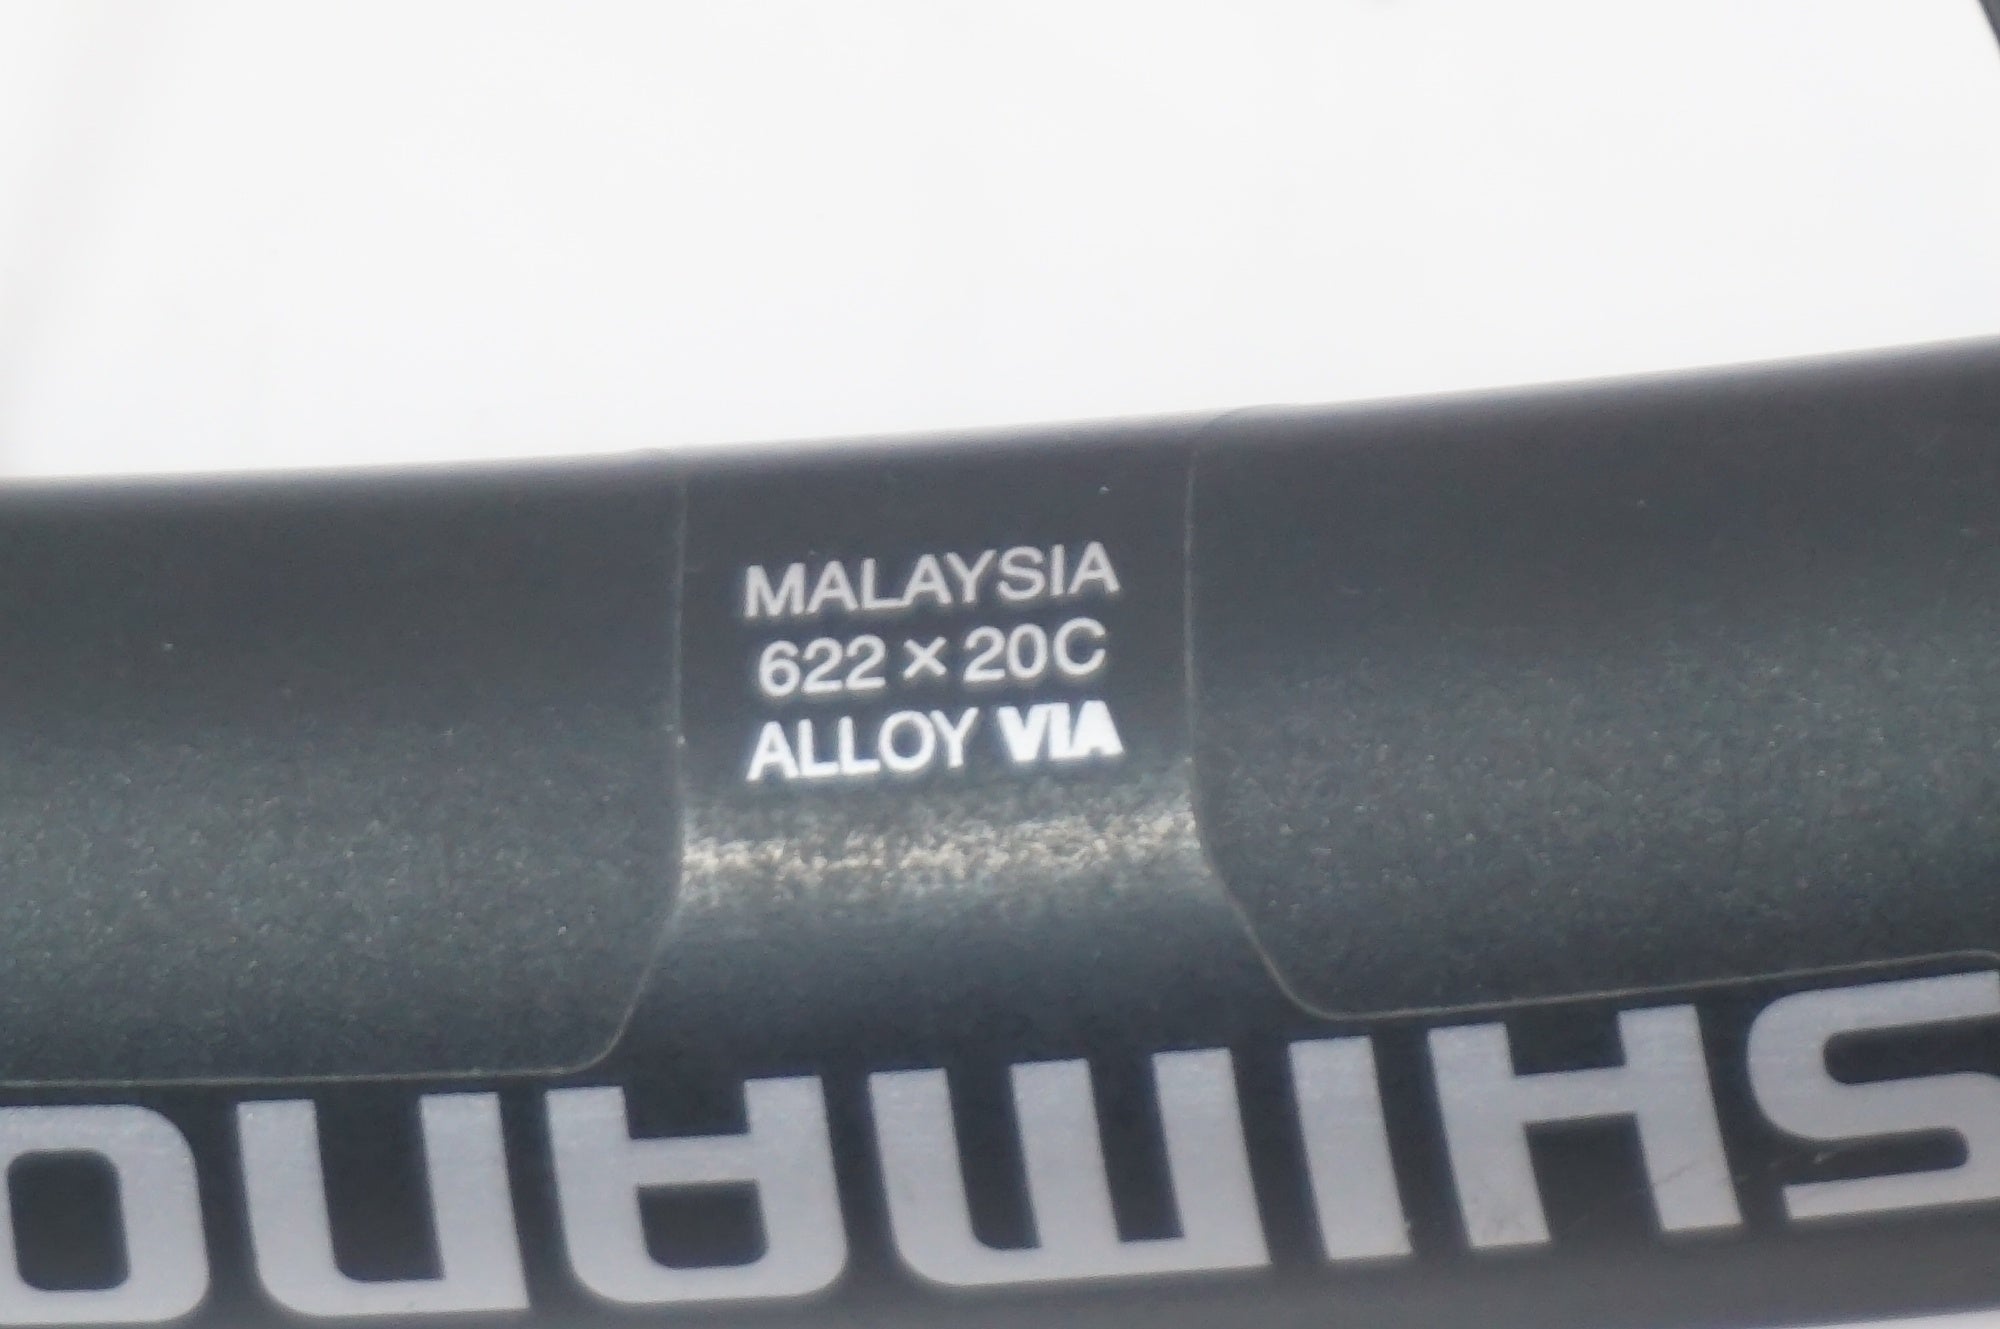 MALAYSIA
622 × 20C
ALLOY VIA
SHIMANO